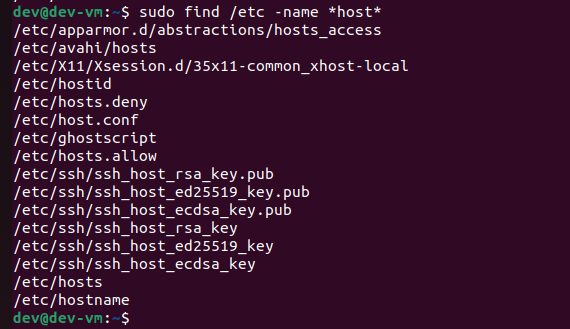 dev@dev-vm:~$ sudo find /etc -name *host*
/etc/apparmor.d/abstractions/hosts_access
/etc/avahi/hosts
/etc/X11/Xsession.d/35x11-common_xhost-local
/etc/hostid
/etc/hosts.deny
/etc/host.conf
/etc/ghostscript
/etc/hosts.allow
/etc/ssh/ssh_host_rsa_key.pub
/etc/ssh/ssh_host_ed25519_key.pub
/etc/ssh/ssh_host_ecdsa_key.pub
/etc/ssh/ssh_host_rsa_key
/etc/ssh/ssh_host_ed25519_key
/etc/ssh/ssh_host_ecdsa_key
/etc/hosts
/etc/hostname
dev@dev-vm:~$